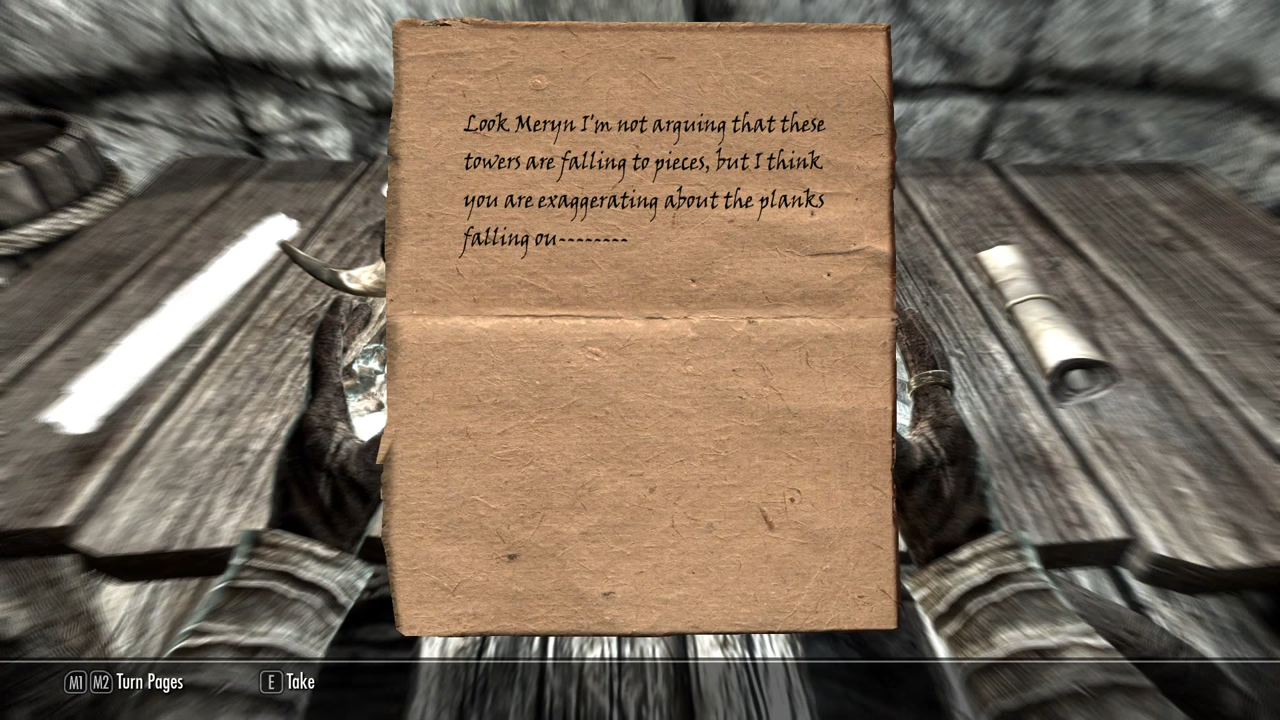 Look Meryn I'm not arguing that these
towers are falling to pieces, but I think
you are exaggerating about the planks
falling ou--------
M1 M2 Turn Pages
E Take